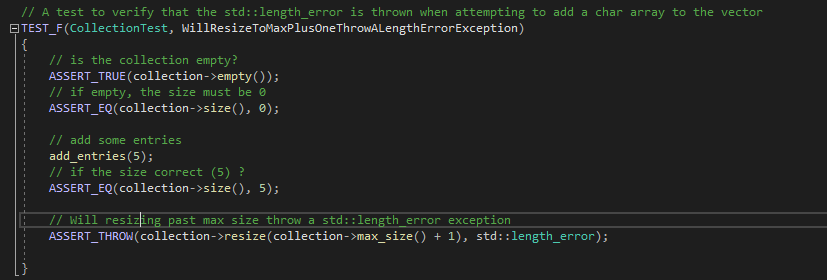 // A test to verify that the std::length_error is thrown when attempting to add a char array to the vector
TEST_F(CollectionTest, WillResizeToMaxPlusOneThrowALengthErrorException)
{
// is the collection empty?
ASSERT_TRUE(collection->empty());
// if empty, the size must be 0
ASSERT_EQ(collection->size(), 0);
// add some entries
add_entries(5);
// if the size correct (5) ?
ASSERT_EQ(collection->size(), 5);
// Will resizing past max size throw a std::length_error exception
ASSERT_THROW(collection->resize(collection->max_size() + 1), std::length_error);
}